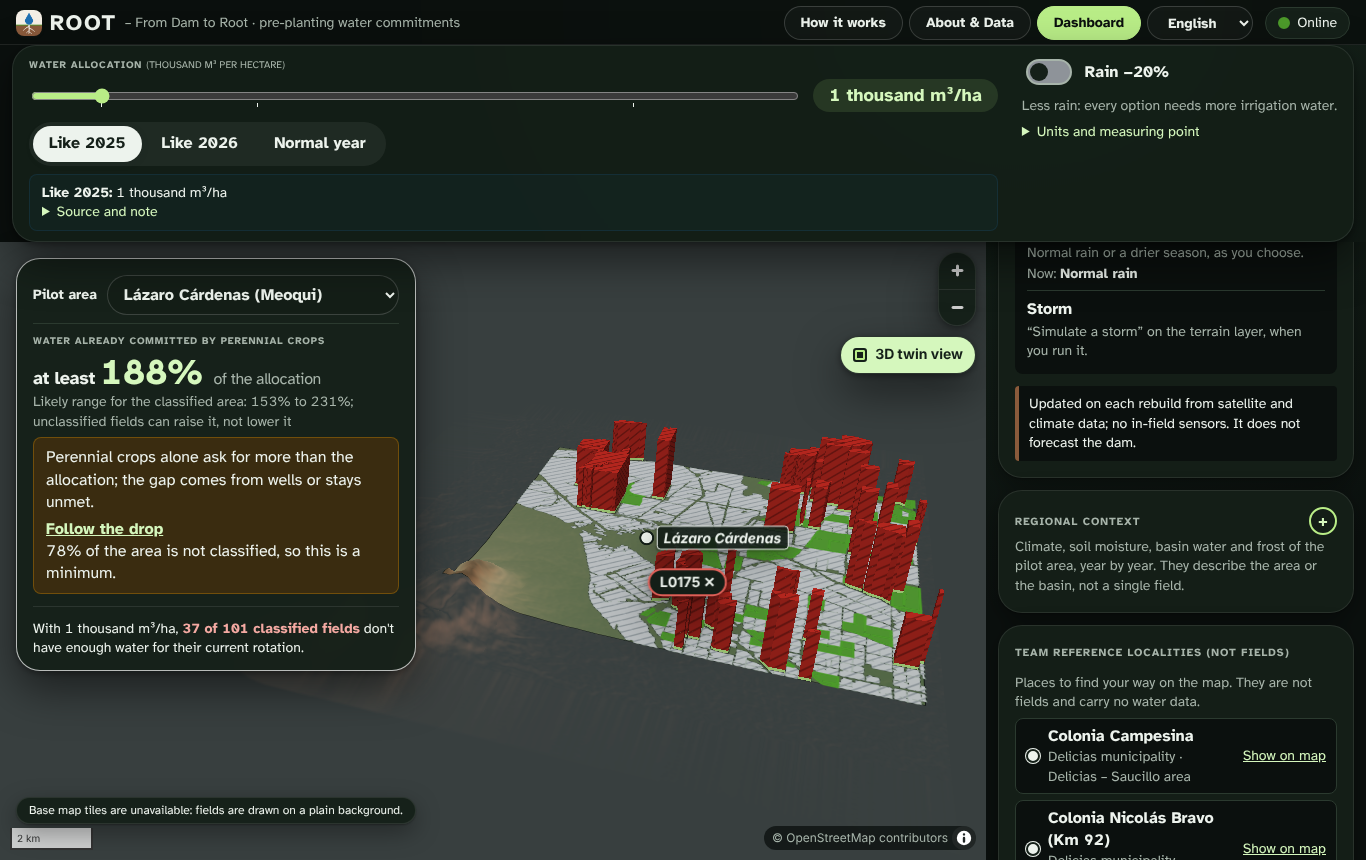 ROOT – From Dam to Root · pre-planting water commitments
How it works
About & Data
Dashboard
English
Online
WATER ALLOCATION (THOUSAND M³ PER HECTARE)
1 thousand m³/ha
Like 2025
Like 2026
Normal year
Like 2025: 1 thousand m³/ha
Source and note
Rain −20%
Less rain: every option needs more irrigation water.
Units and measuring point
Pilot area
Lázaro Cárdenas (Meoqui)
WATER ALREADY COMMITTED BY PERENNIAL CROPS
at least 188% of the allocation
Likely range for the classified area: 153% to 231%;
unclassified fields can raise it, not lower it
Perennial crops alone ask for more than the
allocation; the gap comes from wells or stays
unmet.
Follow the drop
78% of the area is not classified, so this is a
minimum.
With 1 thousand m³/ha, 37 of 101 classified fields don't
have enough water for their current rotation.
+
−
3D twin view
Lázaro Cárdenas
L0175 ×
Base map tiles are unavailable: fields are drawn on a plain background.
2 km
© OpenStreetMap contributors
Normal rain or a drier season, as you choose.
Now: Normal rain
Storm
“Simulate a storm” on the terrain layer, when
you run it.
Updated on each rebuild from satellite and
climate data; no in-field sensors. It does not
forecast the dam.
REGIONAL CONTEXT
+
Climate, soil moisture, basin water and frost of the
pilot area, year by year. They describe the area or
the basin, not a single field.
TEAM REFERENCE LOCALITIES (NOT FIELDS)
Places to find your way on the map. They are not
fields and carry no water data.
Colonia Campesina
Delicias municipality ·
Delicias – Saucillo area
Show on map
Colonia Nicolás Bravo
(Km 92)
Delicias municipality ·
Show on map